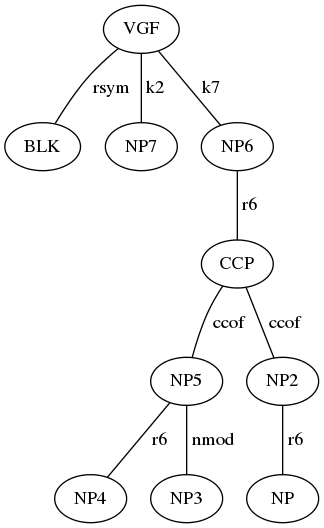 VGF
rsym k2 k7
BLK NP7 NP6
r6
CCP
ccof ccof
NP5 NP2
r6 nmod r6
NP4 NP3 NP